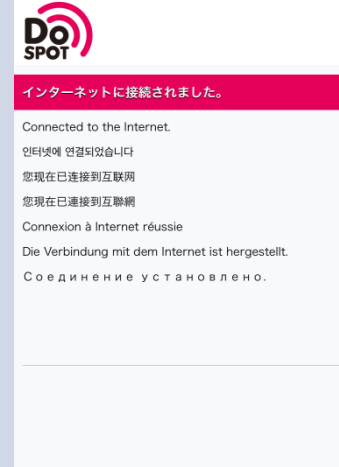 Do
SPOT
インターネットに接続されました。
Connected to the Internet.
인터넷에 연결되었습니다
您现在已连接到互联网
您現在已連接到互聯網
Connexion à Internet réussie
Die Verbindung mit dem Internet ist hergestellt.
Соединение установлено.